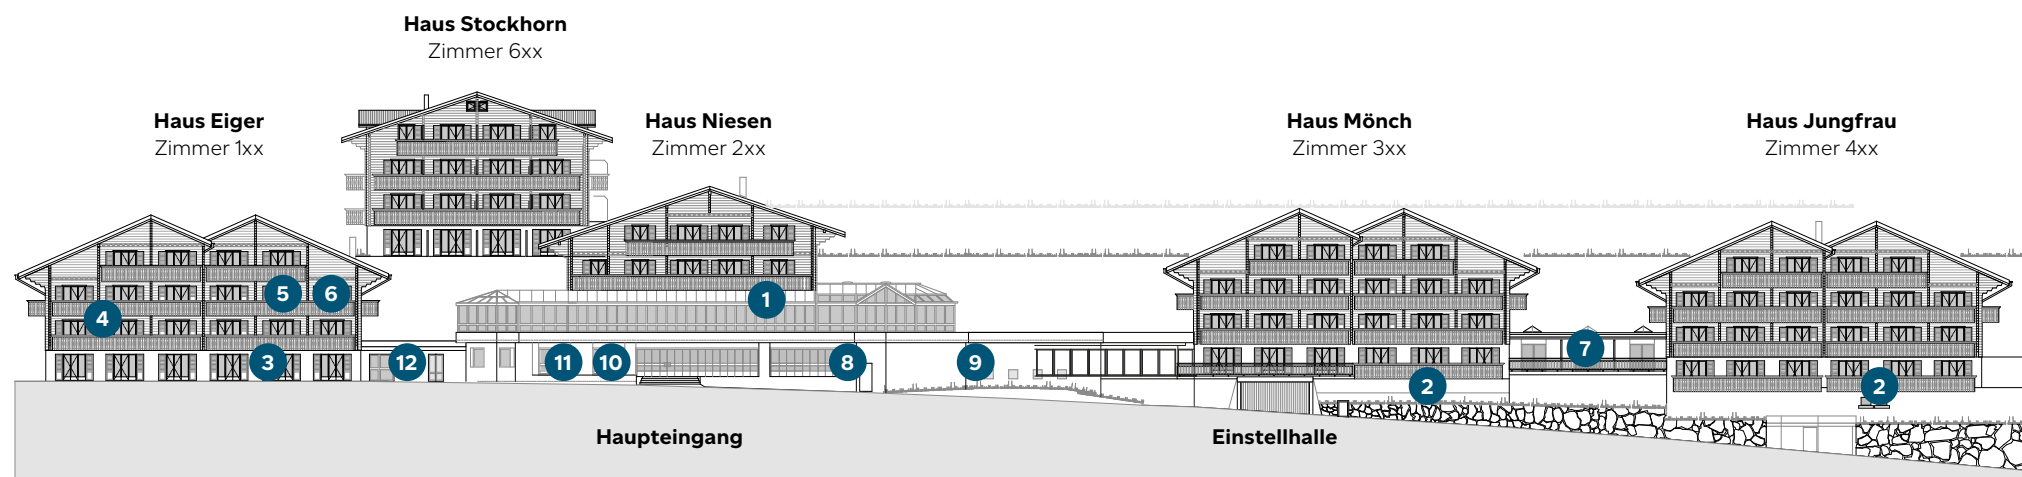 Haus Stockhorn
Zimmer 6xx
Haus Eiger
Zimmer 1xx
Haus Niesen
Zimmer 2xx
Haus Mönch
Zimmer 3xx
Haus Jungfrau
Zimmer 4xx
5
6
1
4
3
12
11
10
8
9
7
2
2
Haupteingang
Einstellhalle